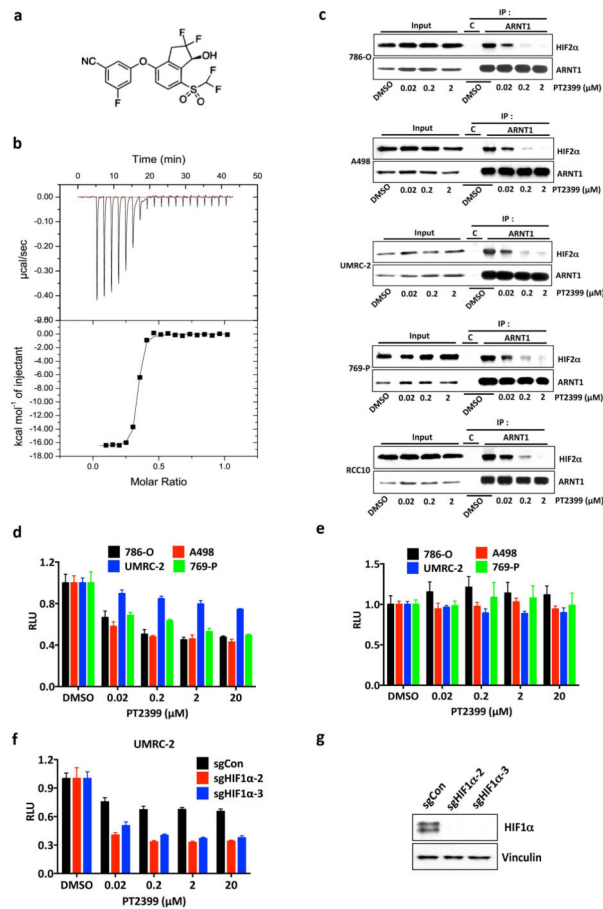 a
NC
O
F
F
F
OH
F
O
S
O
F
F
b
Time (min)
0 10 20 30 40 50
0.00
-0.10
-0.20
-0.30
-0.40
µcal/sec
0.00
-2.00
-4.00
-6.00
-8.00
-10.00
-12.00
-14.00
-16.00
-18.00
kcal mol⁻¹ of injectant
0.0 0.5 1.0
Molar Ratio
c
IP :
Input C ARNT1
HIF2α
786-O
ARNT1
DMSO 0.02 0.2 2 DMSO 0.02 0.2 2 PT2399 (µM)
IP :
Input C ARNT1
HIF2α
A498
ARNT1
DMSO 0.02 0.2 2 DMSO 0.02 0.2 2 PT2399 (µM)
IP :
Input C ARNT1
HIF2α
UMRC-2
ARNT1
DMSO 0.02 0.2 2 DMSO 0.02 0.2 2 PT2399 (µM)
IP :
Input C ARNT1
HIF2α
769-P
ARNT1
DMSO 0.02 0.2 2 DMSO 0.02 0.2 2 PT2399 (µM)
IP :
Input C ARNT1
HIF2α
RCC10
ARNT1
DMSO 0.02 0.2 2 DMSO 0.02 0.2 2 PT2399 (µM)
d
786-O A498
UMRC-2 769-P
1.2
0.8
0.4
0.0
RLU
DMSO 0.02 0.2 2 20
PT2399 (µM)
e
786-O A498
UMRC-2 769-P
1.5
1.0
0.5
0.0
RLU
DMSO 0.02 0.2 2 20
PT2399 (µM)
f
UMRC-2
sgCon
sgHIF1α-2
sgHIF1α-3
1.2
0.9
0.6
0.3
0.0
RLU
DMSO 0.02 0.2 2 20
PT2399 (µM)
g
sgCon
sgHIF1α-2
sgHIF1α-3
HIF1α
Vinculin